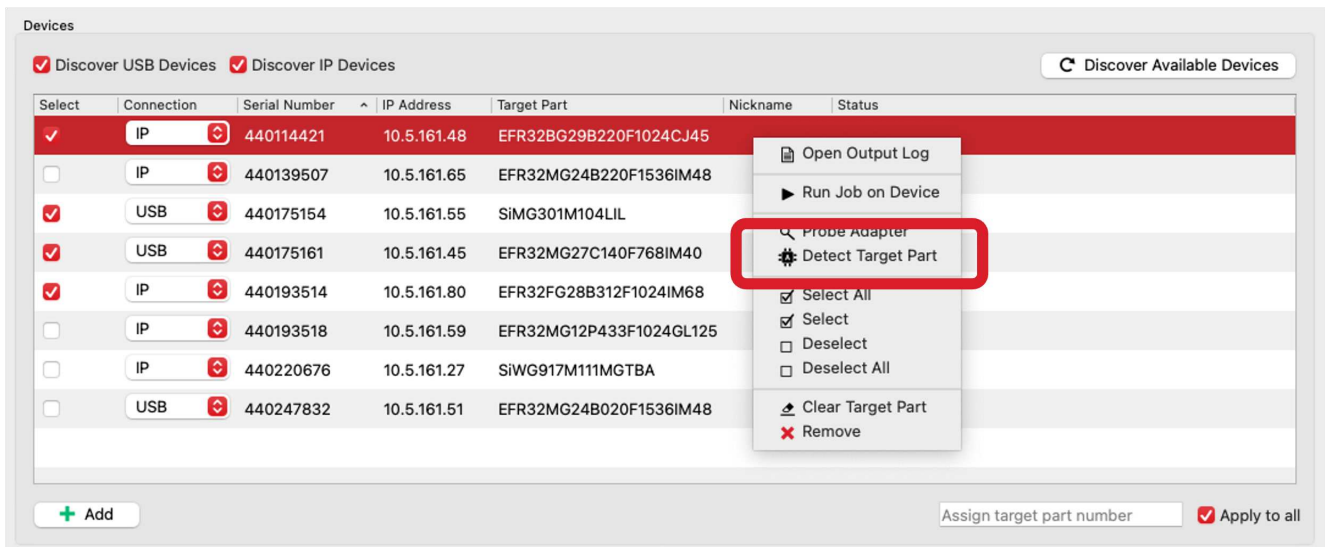 Devices
Discover USB Devices Discover IP Devices Discover Available Devices
Select Connection Serial Number IP Address Target Part Nickname Status
IP 440114421 10.5.161.48 EFR32BG29B220F1024CJ45
IP 440139507 10.5.161.65 EFR32MG24B220F1536IM48
USB 440175154 10.5.161.55 SiMG301M104LIL
USB 440175161 10.5.161.45 EFR32MG27C140F768IM40
IP 440193514 10.5.161.80 EFR32FG28B312F1024IM68
IP 440193518 10.5.161.59 EFR32MG12P433F1024GL125
IP 440220676 10.5.161.27 SiWG917M111MGTBA
USB 440247832 10.5.161.51 EFR32MG24B020F1536IM48
Open Output Log
Run Job on Device
Probe Adapter
Detect Target Part
Select All
Select
Deselect
Deselect All
Clear Target Part
Remove
Add Assign target part number Apply to all